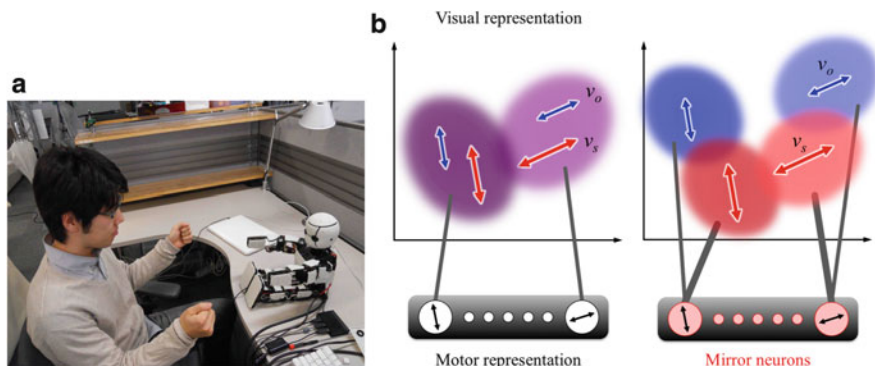 a
b
Visual representation
v_o
v_s
v_o
v_s
Motor representation
Mirror neurons